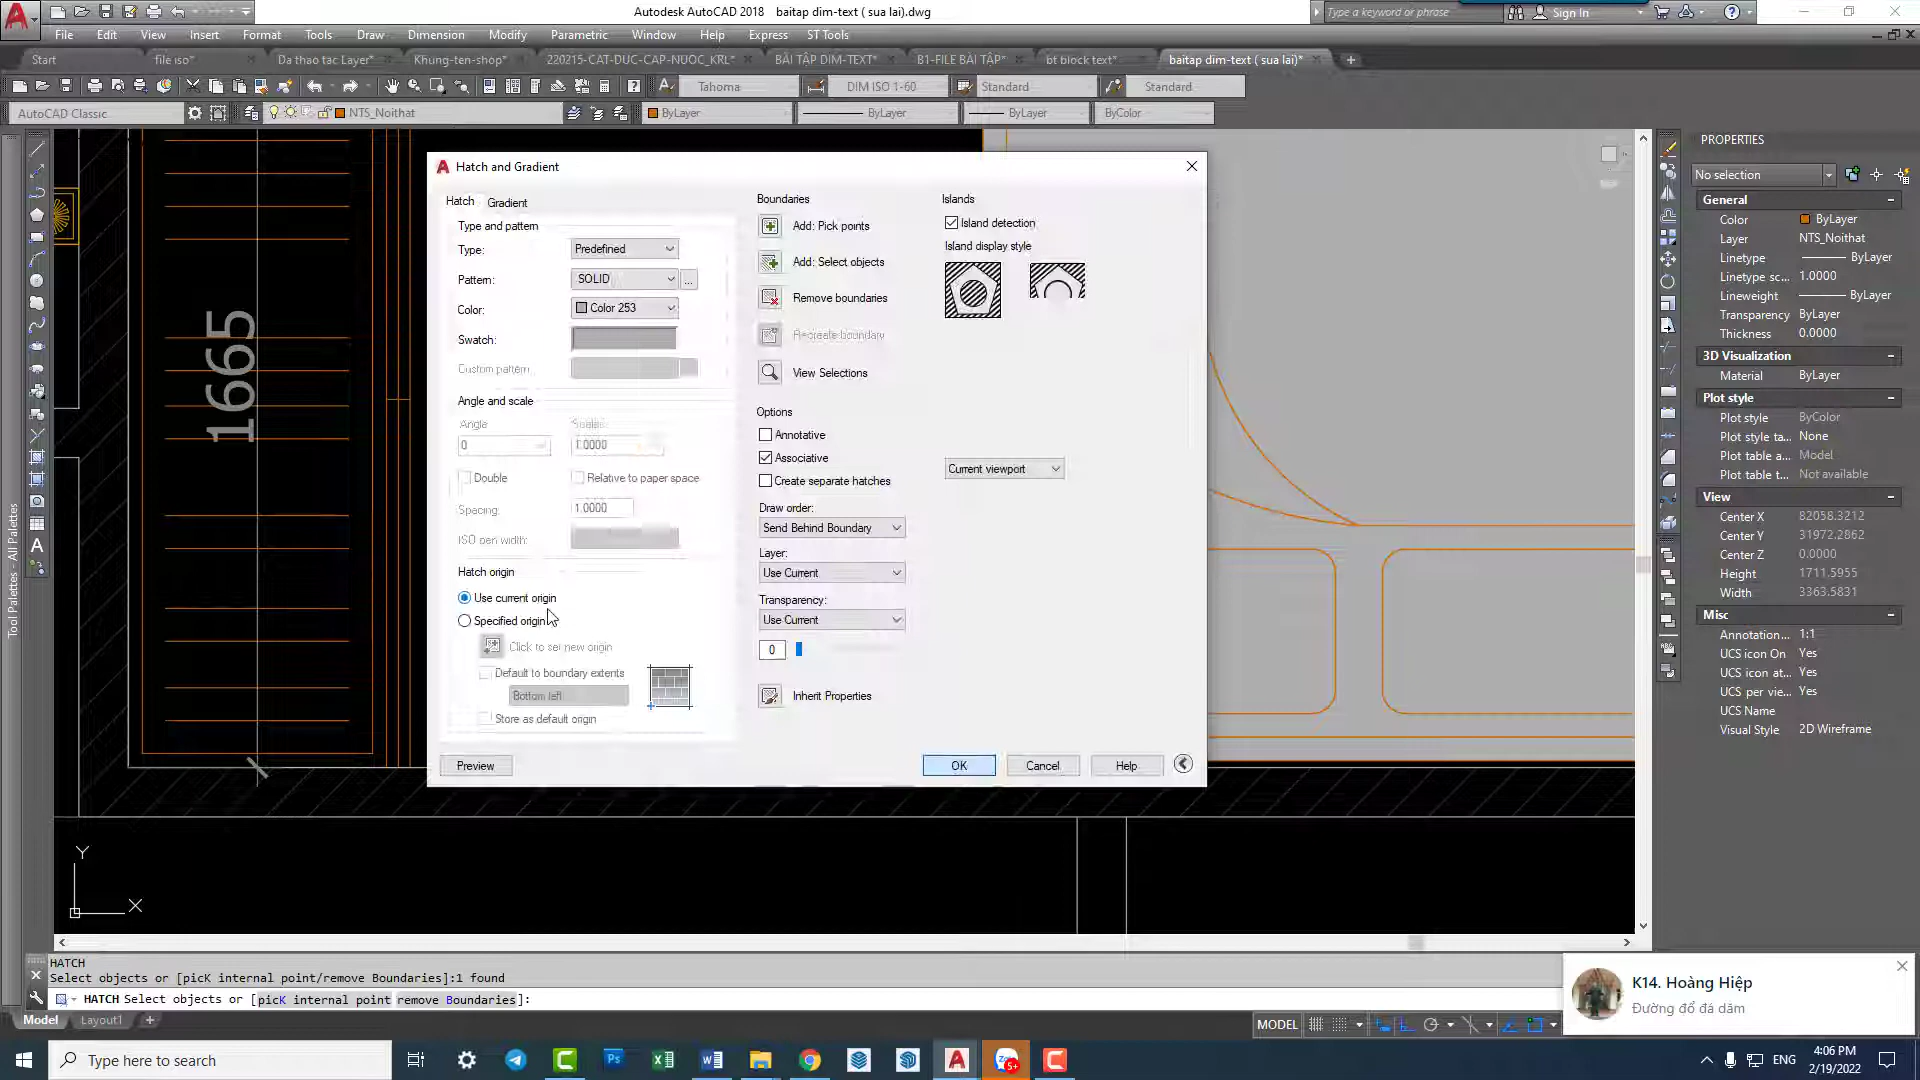 Autodesk AutoCAD 2018 baitap dim-text ( sua lai).dwg
Type a keyword or phrase
Sign In
File Edit View Insert Format Tools Draw Dimension Modify Parametric Window Help Express ST Tools
Start file iso* Da thao tac Layer* Khung-ten-shop* 220215-CAT-DUC-CAP-NUOC_KRL* BÀI TẬP DIM-TEXT* B1-FILE BÀI TẬP* bt block text* baitap dim-text ( sua lai)*
Tahoma DIM ISO 1-60 Standard Standard
AutoCAD Classic NTS_Noithat ByLayer ByLayer ByLayer ByColor
Tool Palettes - All Palettes
1665
Hatch and Gradient
Hatch Gradient
Type and pattern
Type: Predefined
Pattern: SOLID ...
Color: Color 253
Swatch:
Custom pattern
Angle and scale
Angle
0 1.0000
Double Relative to paper space
Spacing: 1.0000
ISO pen width:
Hatch origin
Use current origin
Specified origin
Click to set new origin
Default to boundary extents
Bottom left
Store as default origin
Preview
Boundaries
Add: Pick points
Add: Select objects
Remove boundaries
Recreate boundary
View Selections
Options
Annotative
Associative
Create separate hatches
Draw order:
Send Behind Boundary
Layer:
Use Current
Transparency:
Use Current
0
Inherit Properties
Islands
Island detection
Island display style
Current viewport
OK Cancel Help
PROPERTIES
No selection
General
Color ByLayer
Layer NTS_Noithat
Linetype ByLayer
Linetype sc... 1.0000
Lineweight ByLayer
Transparency ByLayer
Thickness 0.0000
3D Visualization
Material ByLayer
Plot style
Plot style ByColor
Plot style ta... None
Plot table a... Model
Plot table t... Not available
View
Center X 82058.3212
Center Y 31972.2862
Center Z 0.0000
Height 1711.5955
Width 3363.5831
Misc
Annotation... 1:1
UCS icon On Yes
UCS icon at... Yes
UCS per vie... Yes
UCS Name
Visual Style 2D Wireframe
Y
X
HATCH
Select objects or [picK internal point/remove Boundaries]:1 found
HATCH Select objects or [picK internal point remove Boundaries]:
Model Layout1 +
MODEL
K14. Hoàng Hiệp
Đường đổ đá dăm
Type here to search
5+
ENG
4:06 PM
2/19/2022